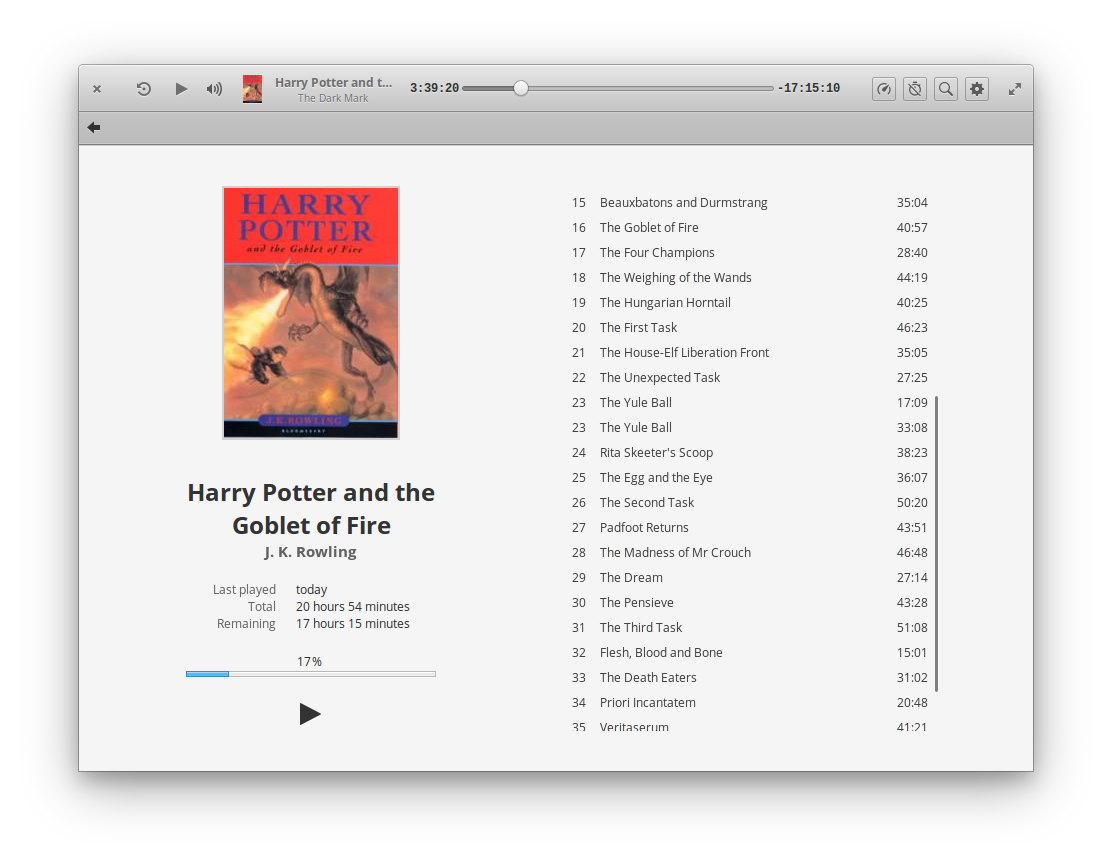 Harry Potter and t...
The Dark Mark
3:39:20
-17:15:10
HARRY
POTTER
and the Goblet of Fire
J.K. ROWLING
BLOOMSBURY
Harry Potter and the
Goblet of Fire
J. K. Rowling
Last played today
Total 20 hours 54 minutes
Remaining 17 hours 15 minutes
17%
15 Beauxbatons and Durmstrang 35:04
16 The Goblet of Fire 40:57
17 The Four Champions 28:40
18 The Weighing of the Wands 44:19
19 The Hungarian Horntail 40:25
20 The First Task 46:23
21 The House-Elf Liberation Front 35:05
22 The Unexpected Task 27:25
23 The Yule Ball 17:09
23 The Yule Ball 33:08
24 Rita Skeeter's Scoop 38:23
25 The Egg and the Eye 36:07
26 The Second Task 50:20
27 Padfoot Returns 43:51
28 The Madness of Mr Crouch 46:48
29 The Dream 27:14
30 The Pensieve 43:28
31 The Third Task 51:08
32 Flesh, Blood and Bone 15:01
33 The Death Eaters 31:02
34 Priori Incantatem 20:48
35 Veritaserum 41:21